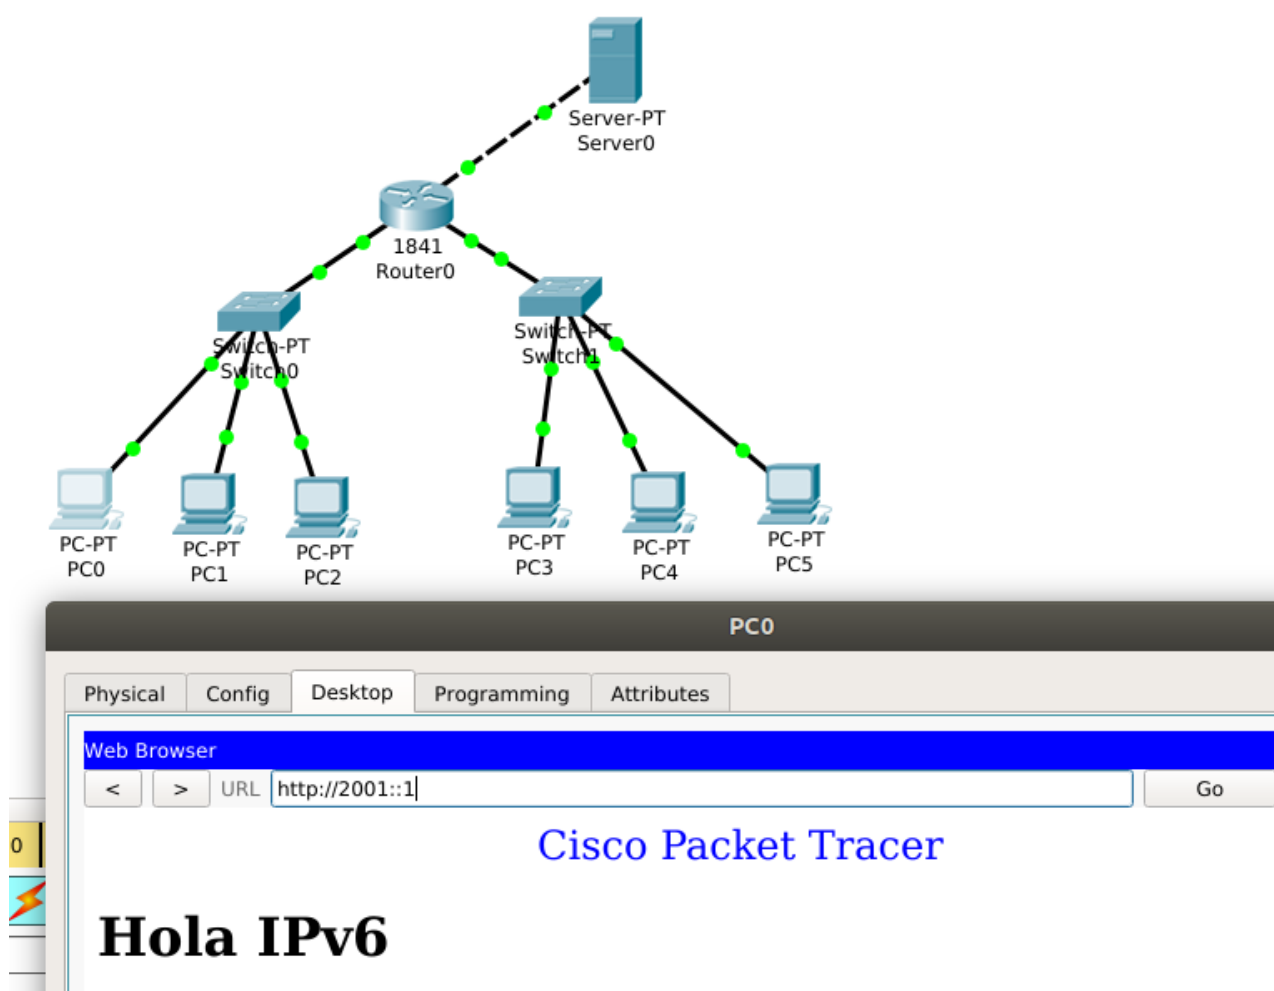 Server-PT
Server0
1841
Router0
Switch-PT
Switch0
Switch-PT
Switch1
PC-PT
PC0
PC-PT
PC1
PC-PT
PC2
PC-PT
PC3
PC-PT
PC4
PC-PT
PC5
PC0
Physical
Config
Desktop
Programming
Attributes
Web Browser
<
>
URL
http://2001::1
Go
0
Cisco Packet Tracer
Hola IPv6